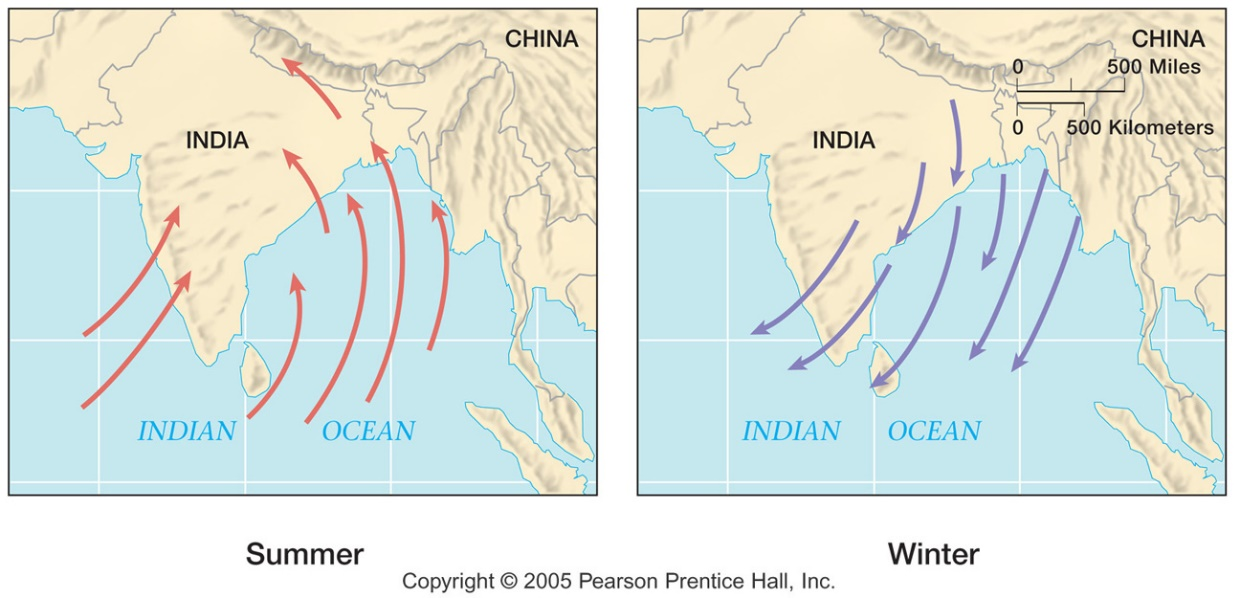 CHINA
INDIA
INDIAN OCEAN
Summer
CHINA
0 500 Miles
0 500 Kilometers
INDIA
INDIAN OCEAN
Winter
Copyright © 2005 Pearson Prentice Hall, Inc.